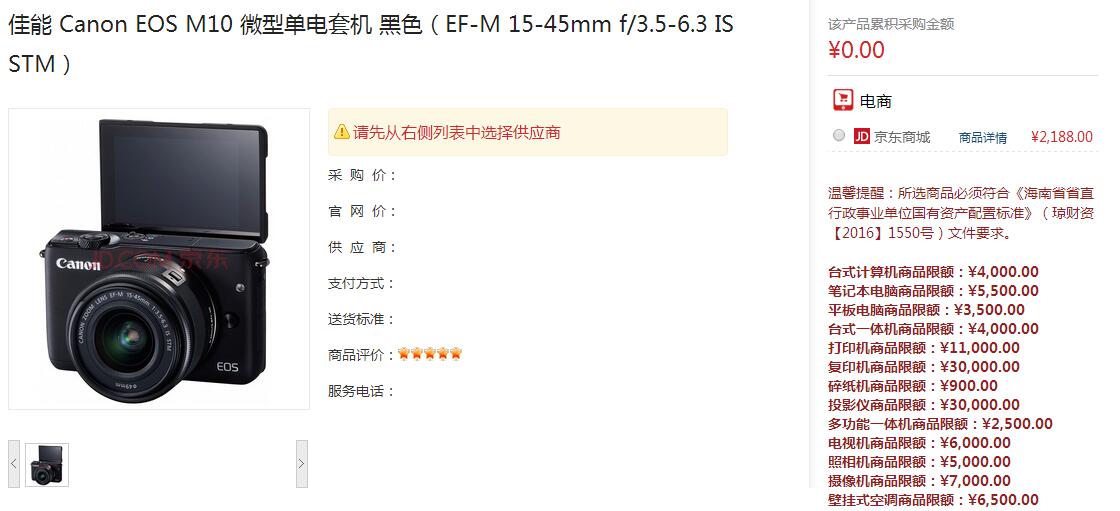 佳能 Canon EOS M10 微型单电套机 黑色（EF-M 15-45mm f/3.5-6.3 IS
STM）
JD.COM 京东
Canon
CANON ZOOM LENS EF-M 15-45mm 1:3.5-6.3 IS STM
ø49mm
EOS
请先从右侧列表中选择供应商
采 购 价：
官 网 价：
供 应 商：
支付方式：
送货标准：
商品评价：
服务电话：
该产品累积采购金额
¥0.00
电商
JD 京东商城 商品详情 ¥2,188.00
温馨提醒：所选商品必须符合《海南省省直
行政事业单位国有资产配置标准》（琼财资
【2016】1550号）文件要求。
台式计算机商品限额：¥4,000.00
笔记本电脑商品限额：¥5,500.00
平板电脑商品限额：¥3,500.00
台式一体机商品限额：¥4,000.00
打印机商品限额：¥11,000.00
复印机商品限额：¥30,000.00
碎纸机商品限额：¥900.00
投影仪商品限额：¥30,000.00
多功能一体机商品限额：¥2,500.00
电视机商品限额：¥6,000.00
照相机商品限额：¥5,000.00
摄像机商品限额：¥7,000.00
壁挂式空调商品限额：¥6,500.00